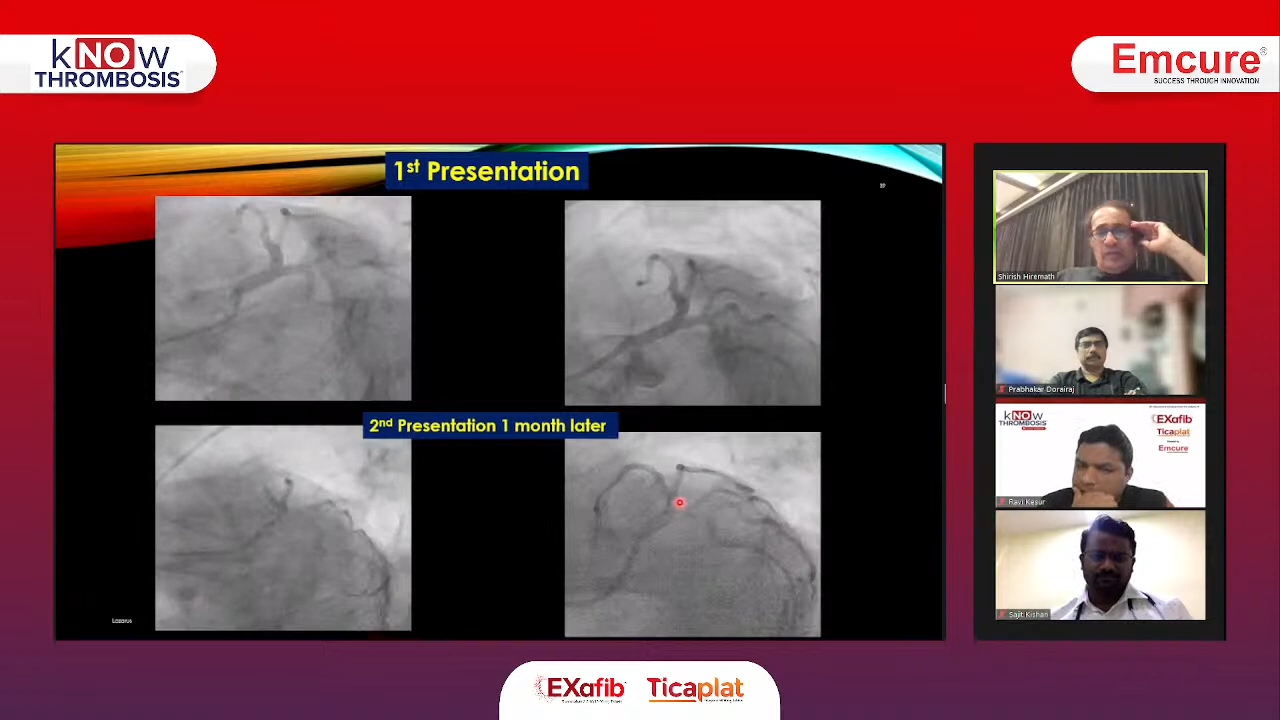 kNOw
THROMBOSIS
Emcure®
SUCCESS THROUGH INNOVATION
1st Presentation
2nd Presentation 1 month later
Lazarus
Shirish Hiremath
Prabhakar Dorairaj
kNOw
THROMBOSIS
EXafib
Ticaplat
Emcure
Ravi Kesur
Sajit Kishan
EXafib
Ticaplat